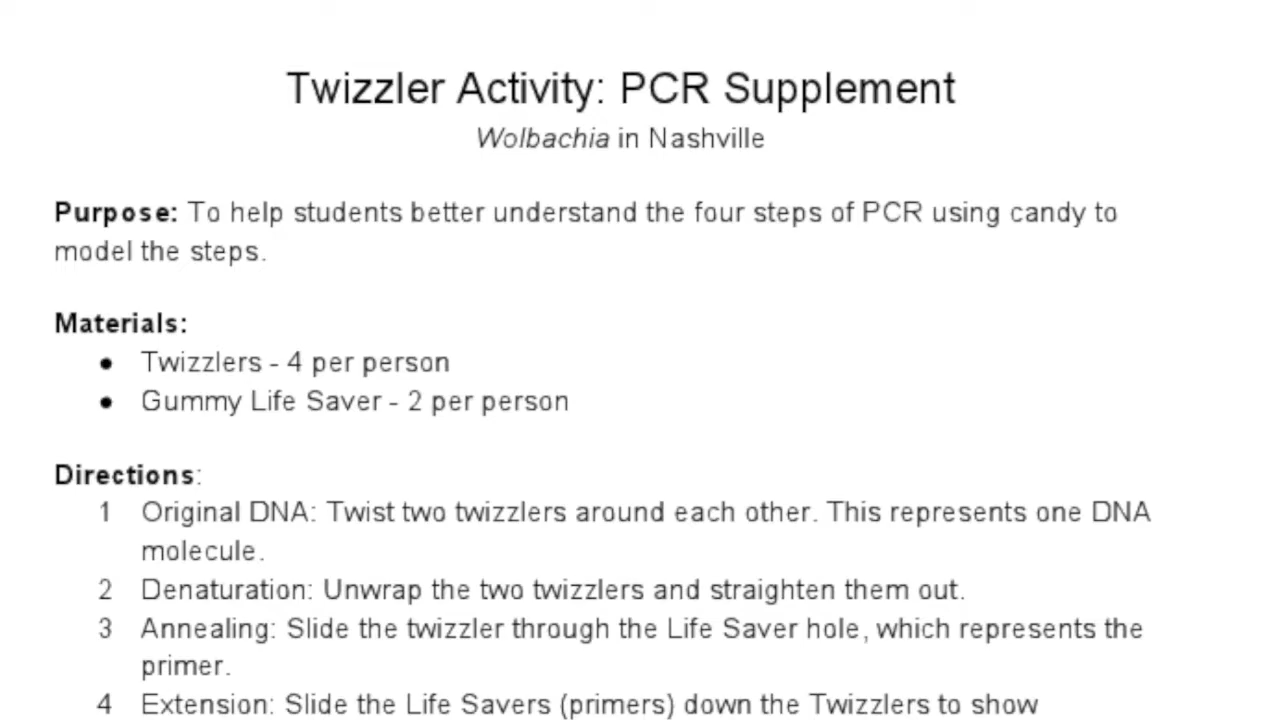 Twizzler Activity: PCR Supplement
Wolbachia in Nashville
Purpose: To help students better understand the four steps of PCR using candy to
model the steps.
Materials:
● Twizzlers - 4 per person
● Gummy Life Saver - 2 per person
Directions:
1 Original DNA: Twist two twizzlers around each other. This represents one DNA
molecule.
2 Denaturation: Unwrap the two twizzlers and straighten them out.
3 Annealing: Slide the twizzler through the Life Saver hole, which represents the
primer.
4 Extension: Slide the Life Savers (primers) down the Twizzlers to show